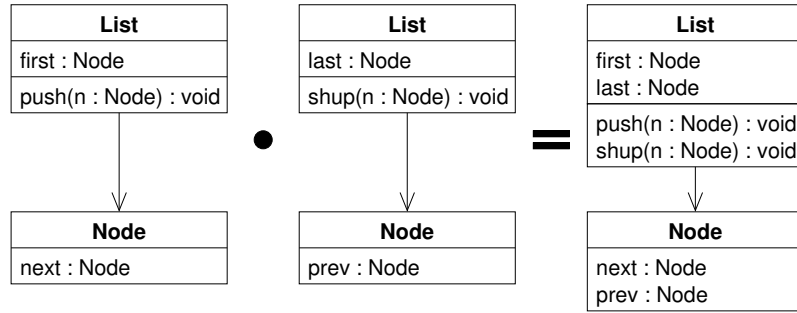 List
first : Node
push(n : Node) : void
Node
next : Node
List
last : Node
shup(n : Node) : void
Node
prev : Node
=
List
first : Node
last : Node
push(n : Node) : void
shup(n : Node) : void
Node
next : Node
prev : Node